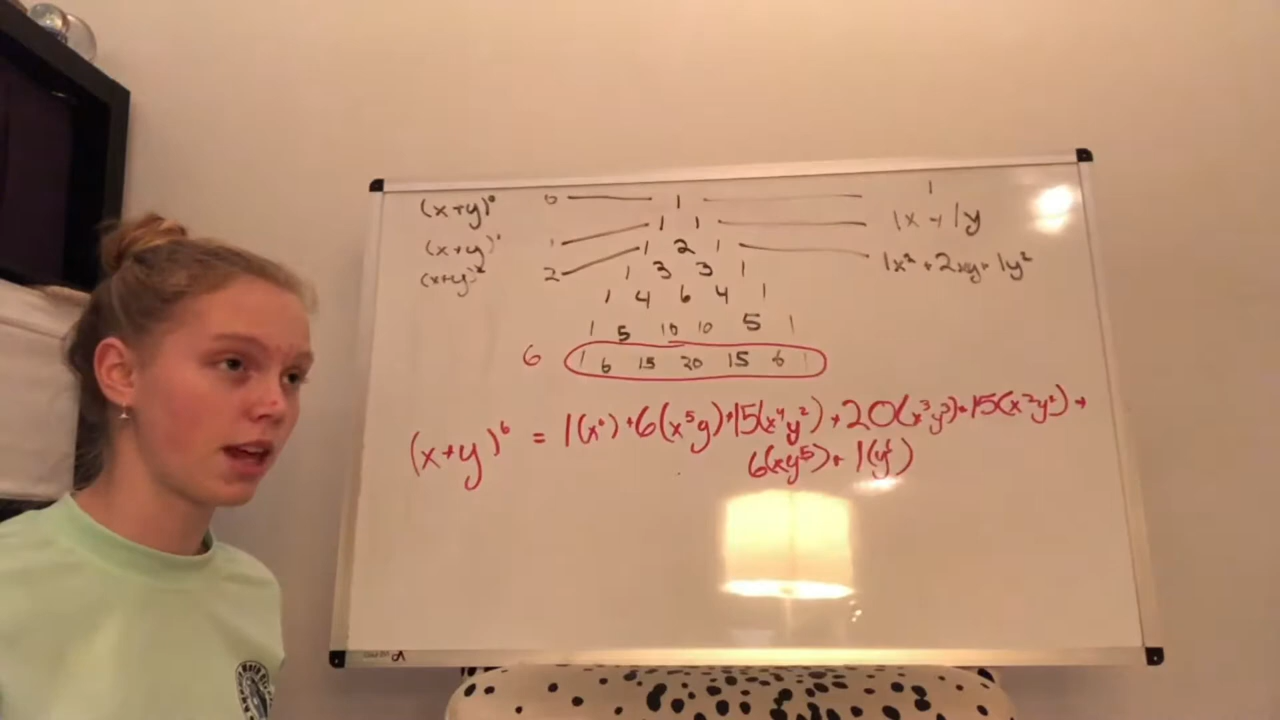 (x+y)⁰ 0 1 1
(x+y)¹ 1 1 1 1x + 1y
(x+y)² 2 1 2 1 1x² + 2xy + 1y²
1 3 3 1
1 4 6 4 1
1 5 10 10 5 1
6 1 6 15 20 15 6 1
(x+y)⁶ = 1(x⁶) + 6(x⁵y) + 15(x⁴y²) + 20(x³y³) + 15(x²y⁴) +
6(xy⁵) + 1(y⁶)